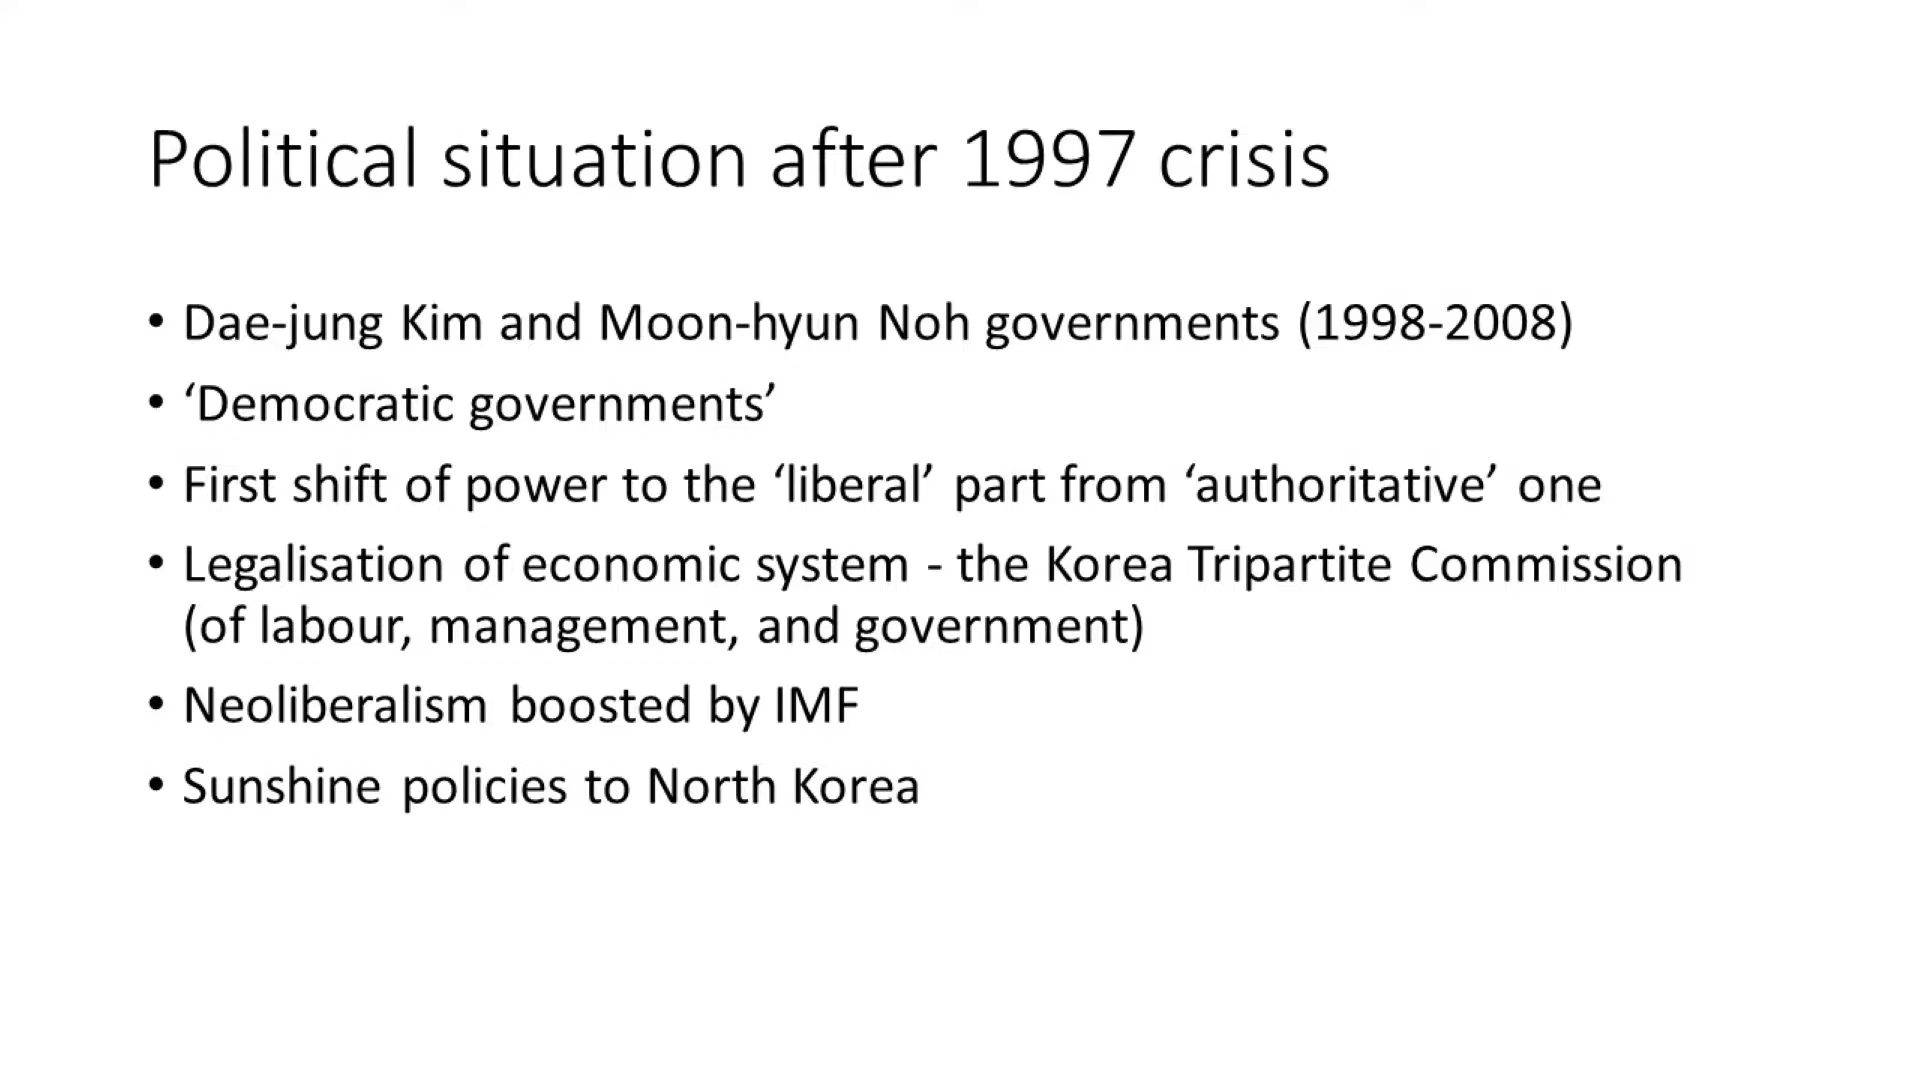 Political situation after 1997 crisis
• Dae-jung Kim and Moon-hyun Noh governments (1998-2008)
• ‘Democratic governments’
• First shift of power to the ‘liberal’ part from ‘authoritative’ one
• Legalisation of economic system - the Korea Tripartite Commission
(of labour, management, and government)
• Neoliberalism boosted by IMF
• Sunshine policies to North Korea